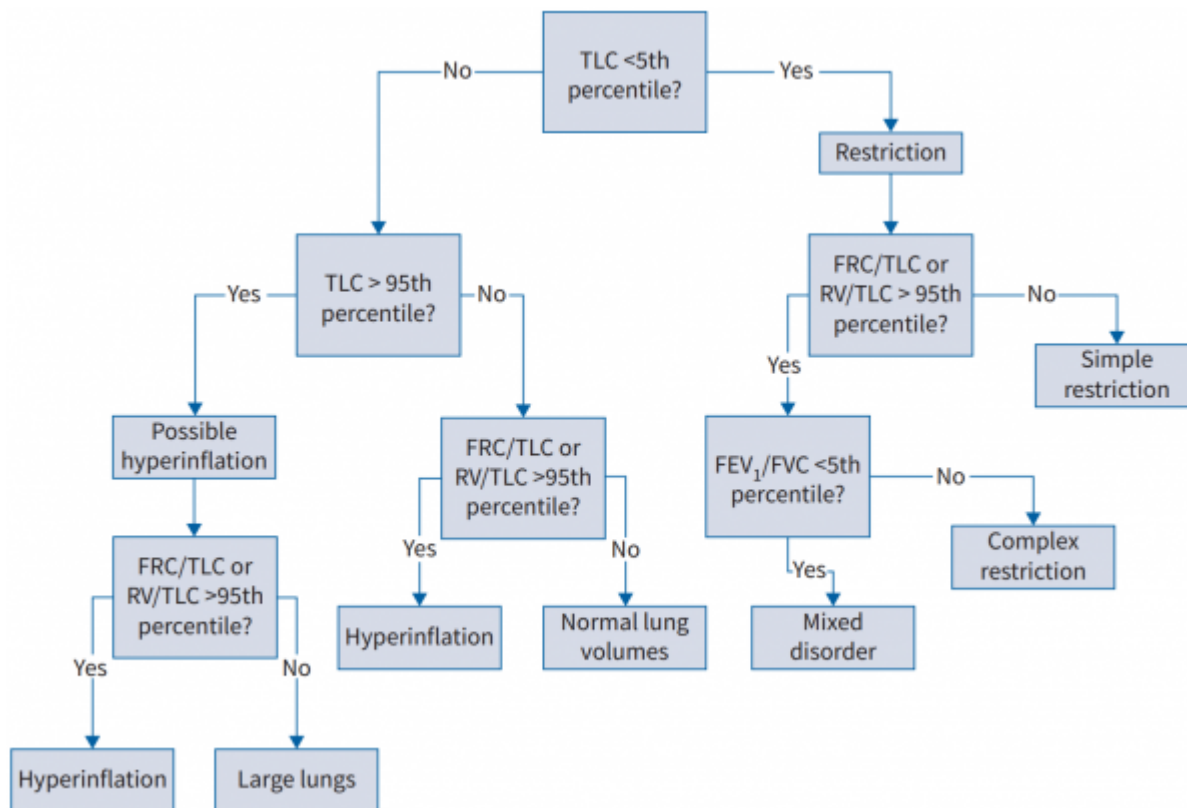 TLC <5th
percentile?
No
Yes
Restriction
TLC > 95th
percentile?
Yes
No
FRC/TLC or
RV/TLC > 95th
percentile?
No
Yes
Simple
restriction
Possible
hyperinflation
FRC/TLC or
RV/TLC >95th
percentile?
FEV₁/FVC <5th
percentile?
No
Yes
No
Yes
Complex
restriction
FRC/TLC or
RV/TLC >95th
percentile?
Hyperinflation
Normal lung
volumes
Mixed
disorder
Yes
No
Hyperinflation
Large lungs